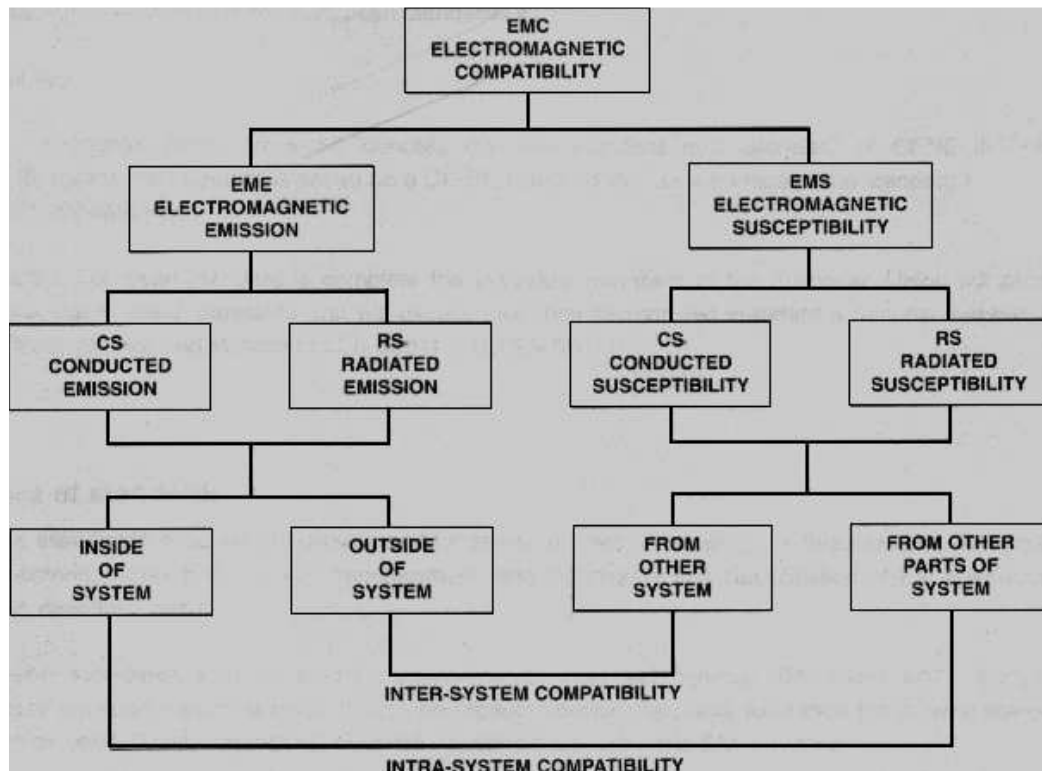 EMC
ELECTROMAGNETIC
COMPATIBILITY
EME
ELECTROMAGNETIC
EMISSION
EMS
ELECTROMAGNETIC
SUSCEPTIBILITY
CS
CONDUCTED
EMISSION
RS
RADIATED
EMISSION
CS
CONDUCTED
SUSCEPTIBILITY
RS
RADIATED
SUSCEPTIBILITY
INSIDE
OF
SYSTEM
OUTSIDE
OF
SYSTEM
FROM
OTHER
SYSTEM
FROM OTHER
PARTS OF
SYSTEM
INTER-SYSTEM COMPATIBILITY
INTRA-SYSTEM COMPATIBILITY